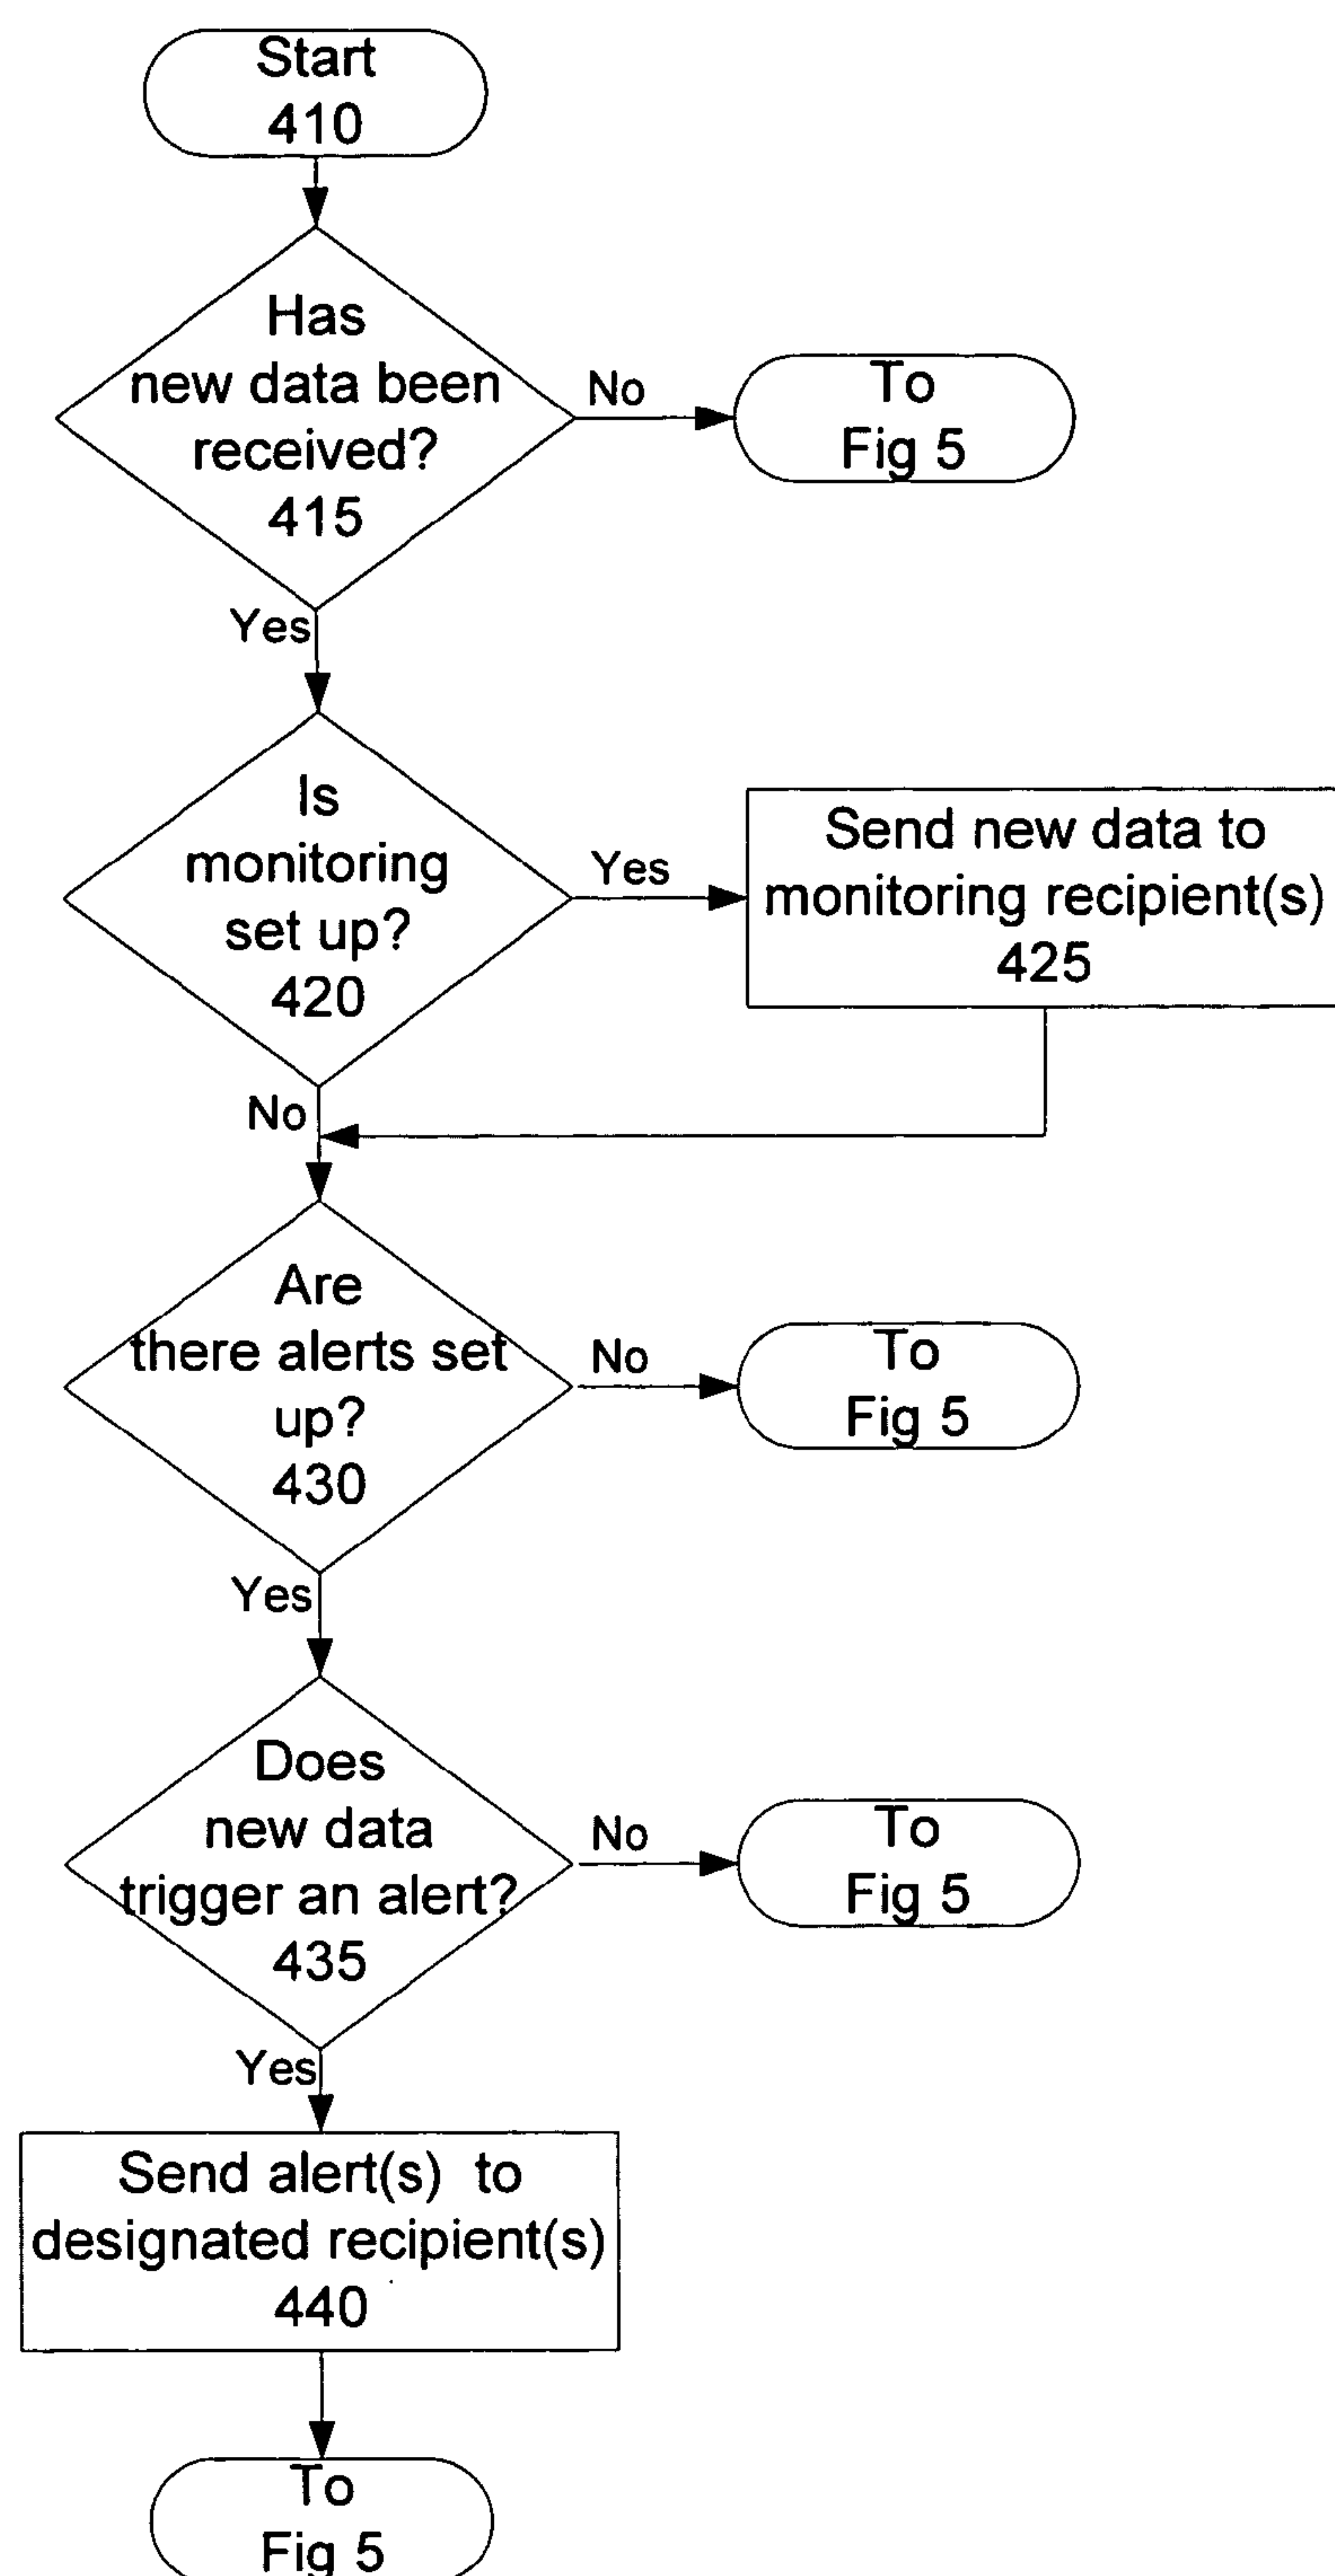 Start
410
Has
new data been
received?
415
No
To
Fig 5
Yes
Is
monitoring
set up?
420
Yes
Send new data to
monitoring recipient(s)
425
No
Are
there alerts set
up?
430
No
To
Fig 5
Yes
Does
new data
trigger an alert?
435
No
To
Fig 5
Yes
Send alert(s) to
designated recipient(s)
440
To
Fig 5